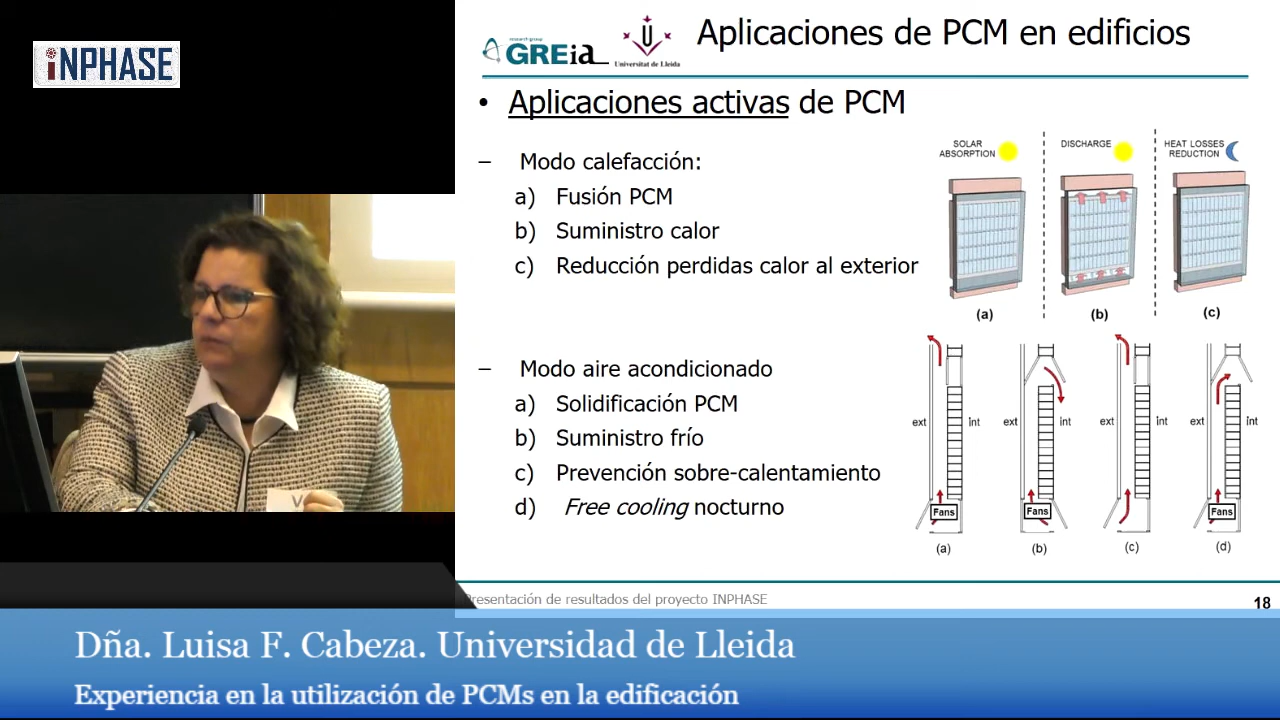 iNPHASE
research group
GREiA
Universitat de Lleida
Aplicaciones de PCM en edificios
• Aplicaciones activas de PCM
– Modo calefacción:
a) Fusión PCM
b) Suministro calor
c) Reducción perdidas calor al exterior
SOLAR ABSORPTION
DISCHARGE
HEAT LOSSES REDUCTION
(a)
(b)
(c)
– Modo aire acondicionado
a) Solidificación PCM
b) Suministro frío
c) Prevención sobre-calentamiento
d) Free cooling nocturno
ext int ext int ext int ext int
Fans Fans Fans
(a) (b) (c) (d)
Presentación de resultados del proyecto INPHASE
18
Dña. Luisa F. Cabeza. Universidad de Lleida
Experiencia en la utilización de PCMs en la edificación